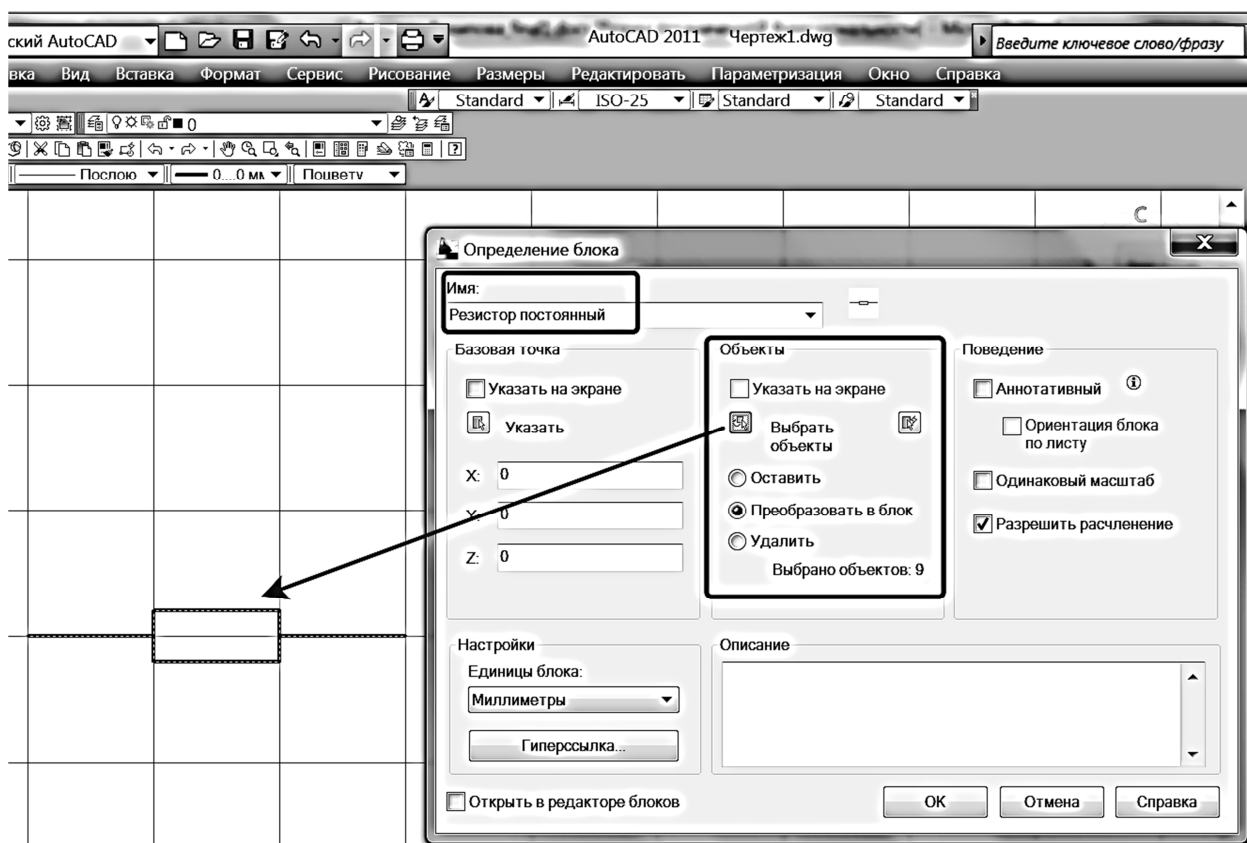 ский AutoCAD
AutoCAD 2011 Чертеж1.dwg
Введите ключевое слово/фразу
вка Вид Вставка Формат Сервис Рисование Размеры Редактировать Параметризация Окно Справка
Standard ISO-25 Standard Standard
0
Послою 0....0 мм Поцвету
Определение блока
X
Имя:
Резистор постоянный
Базовая точка
Указать на экране
Указать
X: 0
Y: 0
Z: 0
Объекты
Указать на экране
Выбрать
объекты
Оставить
Преобразовать в блок
Удалить
Выбрано объектов: 9
Поведение
Аннотативный
Ориентация блока
по листу
Одинаковый масштаб
Разрешить расчленение
Настройки
Единицы блока:
Миллиметры
Гиперссылка...
Описание
Открыть в редакторе блоков
ОК Отмена Справка